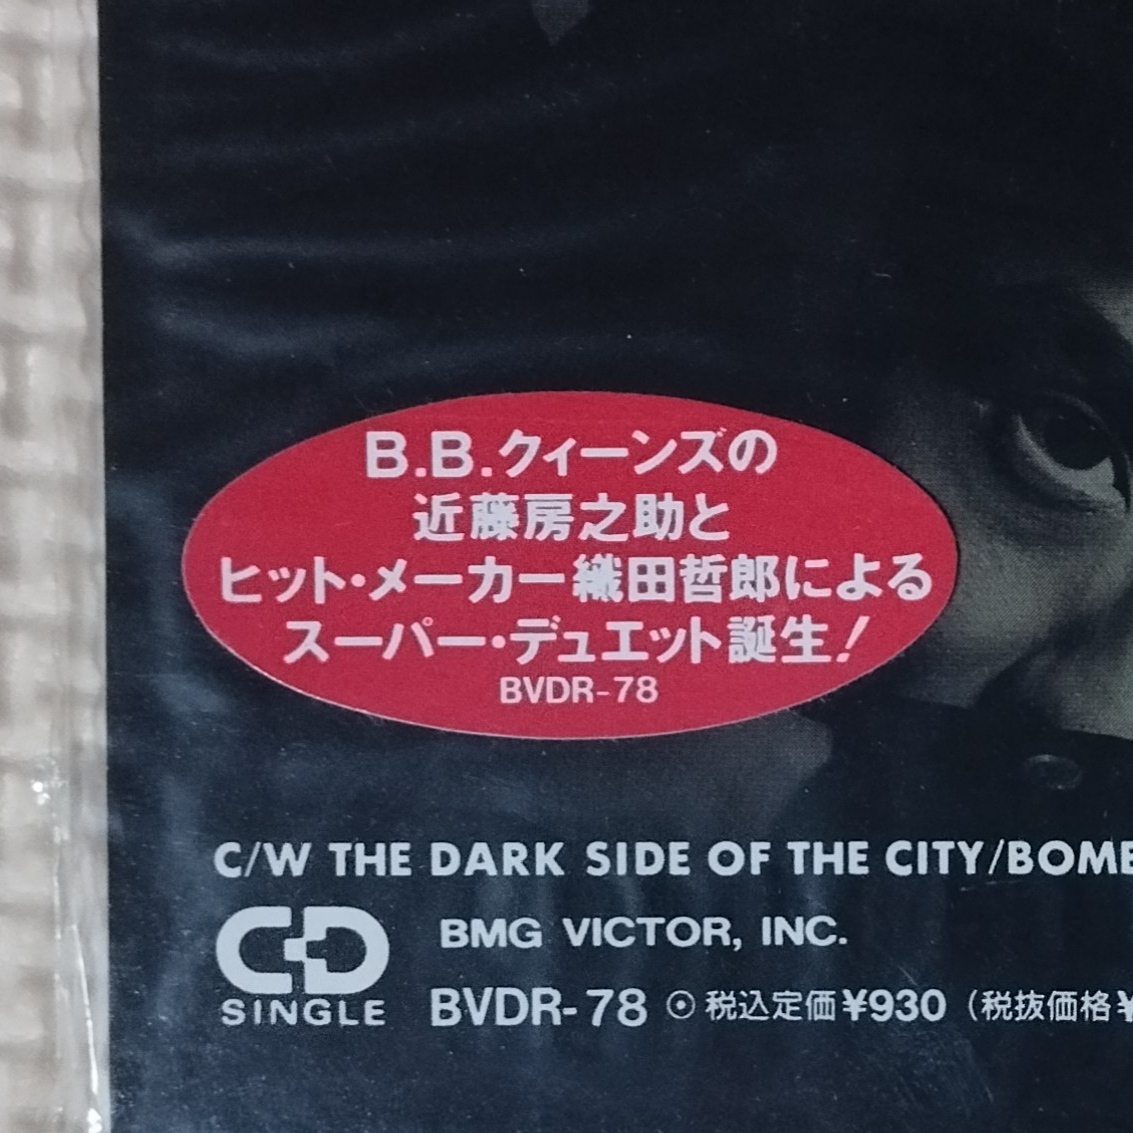 B.B.クィーンズの
近藤房之助と
ヒット・メーカー織田哲郎による
スーパー・デュエット誕生!
BVDR-78
C/W THE DARK SIDE OF THE CITY/
CD
SINGLE
BMG VICTOR, INC.
BVDR-78 ⦿税込定価¥930 (税抜価格¥